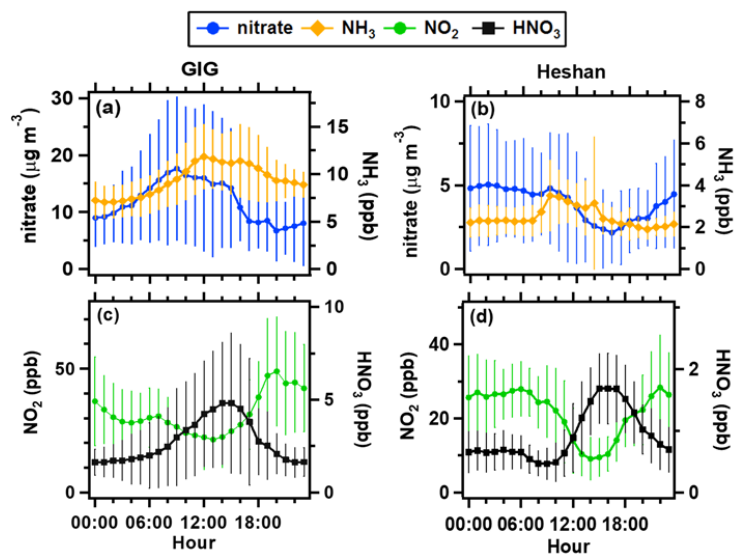 nitrate NH₃ NO₂ HNO₃
GIG Heshan
(a)
30
20
10
0
nitrate (μg m⁻³)
15
10
5
0
NH₃ (ppb)
(b)
10
5
0
nitrate (μg m⁻³)
8
6
4
2
0
NH₃ (ppb)
(c)
50
0
NO₂ (ppb)
10
5
0
HNO₃ (ppb)
00:00 06:00 12:00 18:00
Hour
(d)
40
20
0
NO₂ (ppb)
2
1
0
HNO₃ (ppb)
00:00 06:00 12:00 18:00
Hour